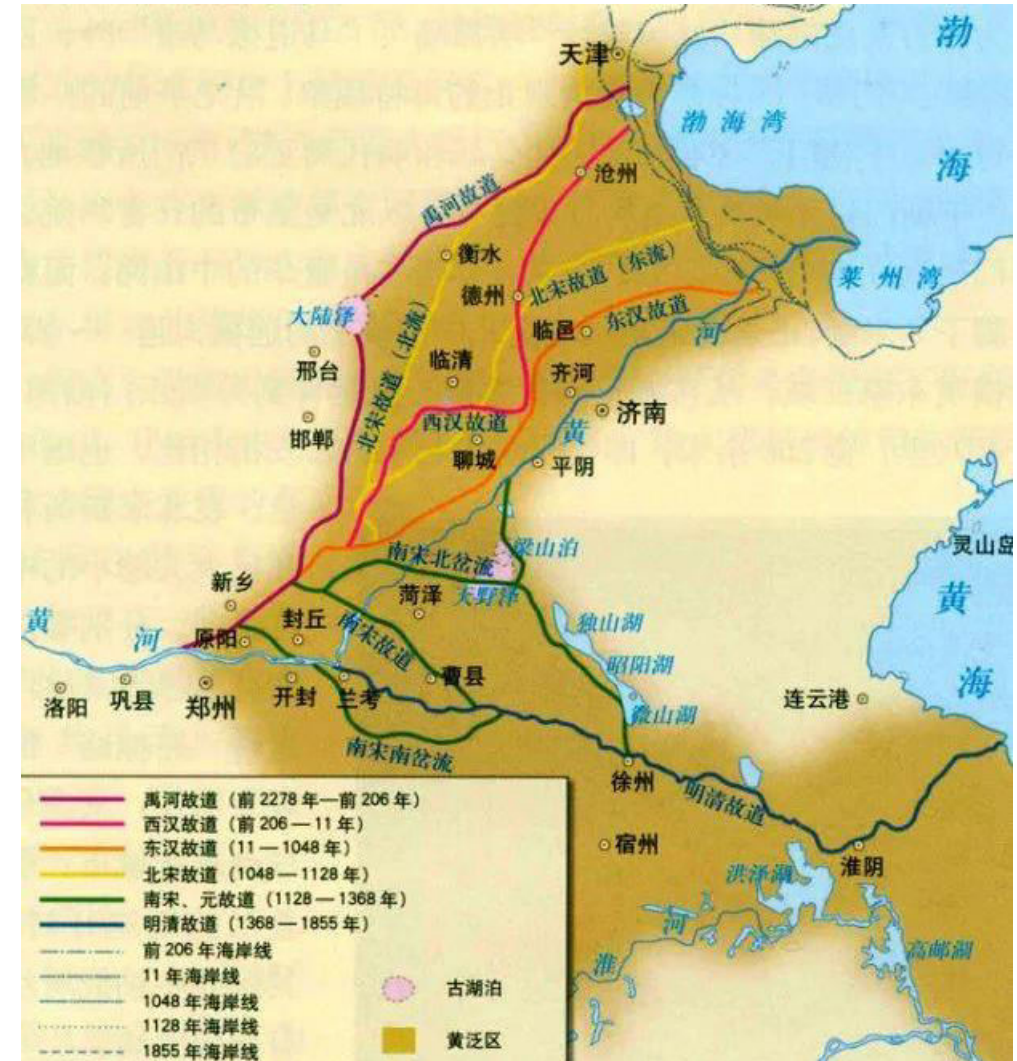 渤
海
天津
渤海湾
沧州
禹河故道
衡水
德州
北宋故道（东流）
莱州湾
大陆泽
北宋故道（北流）
东汉故道
河
临邑
临清
邢台
齐河
济南
西汉故道
邯郸
聊城
黄
平阴
梁山泊
南宋北岔流
大野泽
灵山岛
新乡
菏泽
黄
海
独山湖
黄
河
原阳
封丘
南宋故道
昭阳湖
曹县
微山湖
连云港
洛阳
巩县
郑州
开封
兰考
南宋南岔流
徐州
明清故道
宿州
淮阴
洪泽湖
河
淮
高邮湖
禹河故道（前2278年—前206年）
西汉故道（前206—11年）
东汉故道（11—1048年）
北宋故道（1048—1128年）
南宋、元故道（1128—1368年）
明清故道（1368—1855年）
前206年海岸线
11年海岸线
1048年海岸线
1128年海岸线
1855年海岸线
古湖泊
黄泛区